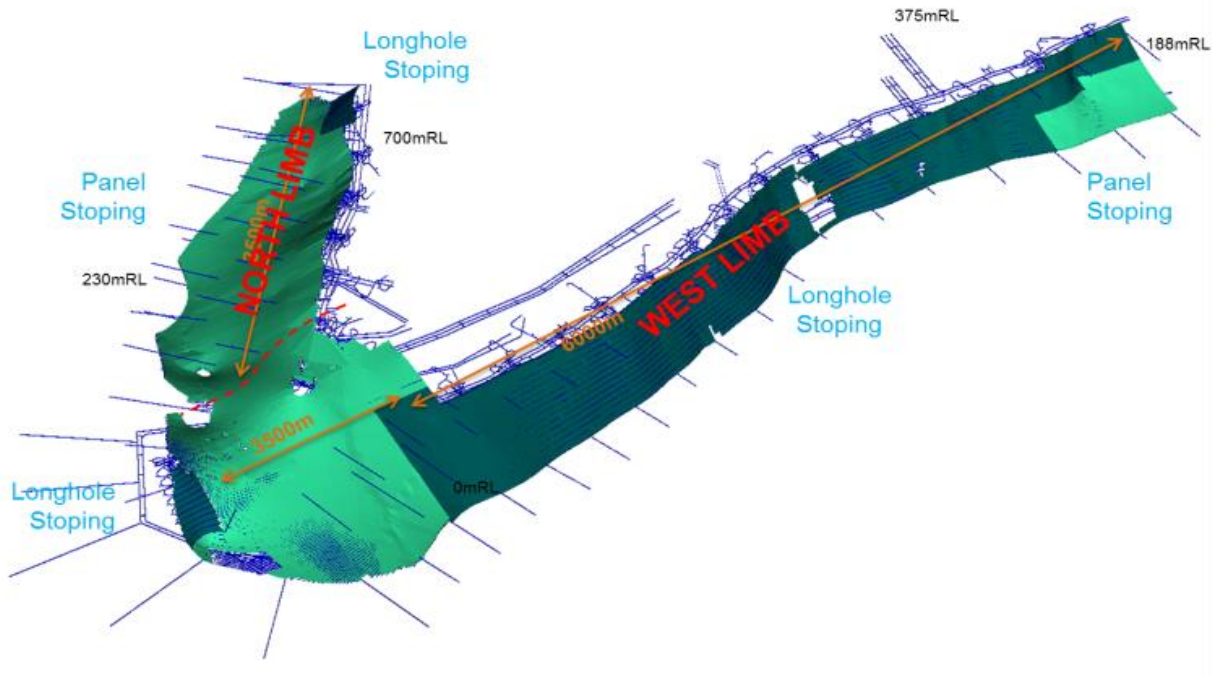 Longhole
Stoping
375mRL
188mRL
700mRL
Panel
Stoping
NORTH LIMB
2500m
230mRL
Panel
Stoping
WEST LIMB
Longhole
Stoping
6000m
3500m
0mRL
Longhole
Stoping